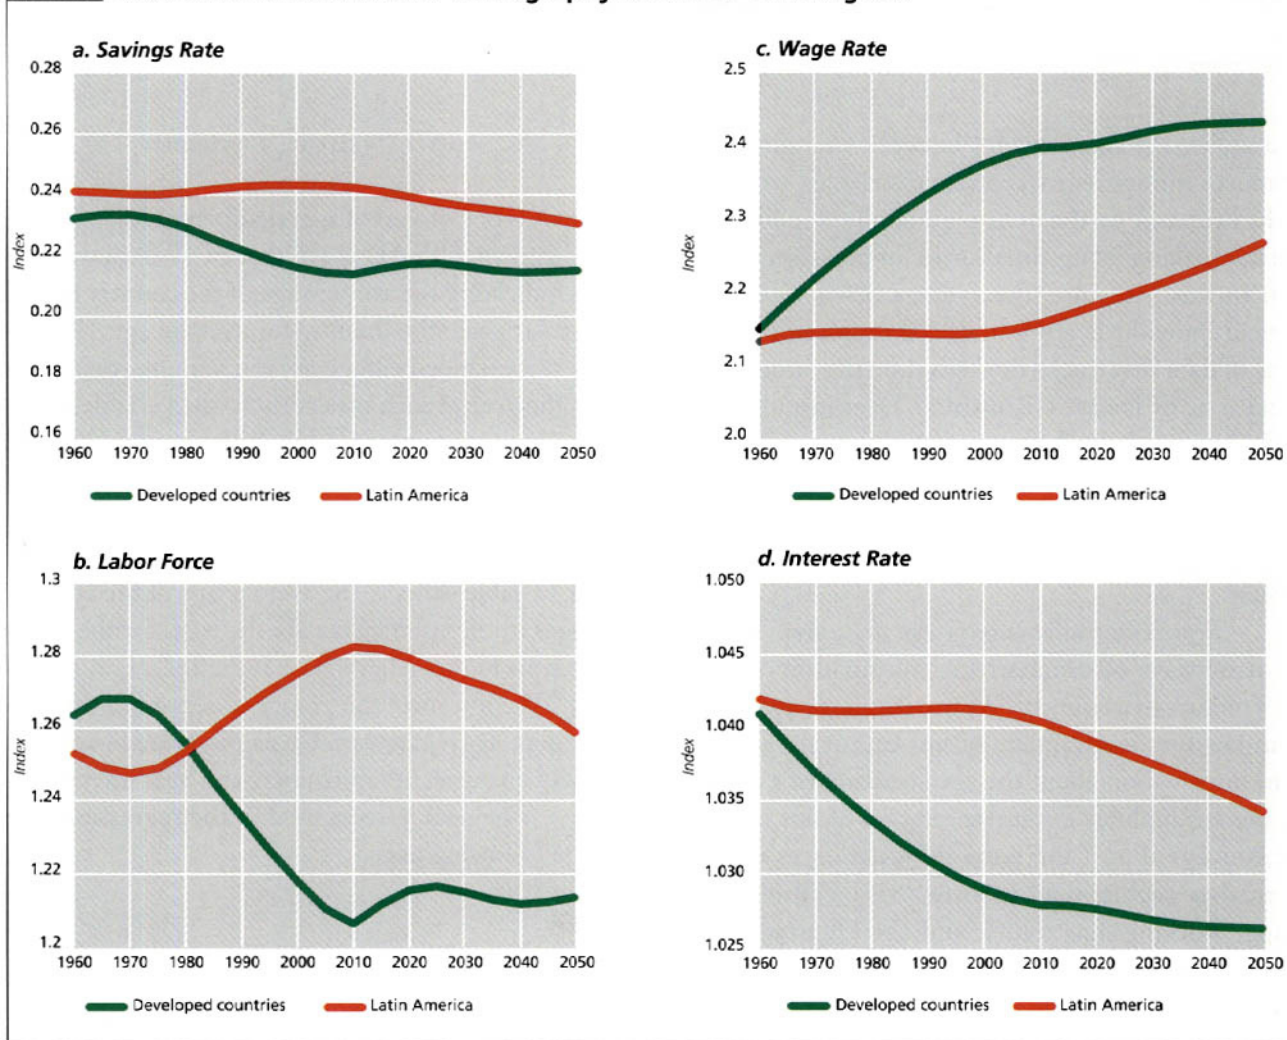 a. Savings Rate
0.28
0.26
0.24
0.22
0.20
0.18
0.16
Index
1960 1970 1980 1990 2000 2010 2020 2030 2040 2050
Developed countries Latin America
c. Wage Rate
2.5
2.4
2.3
2.2
2.1
2.0
Index
1960 1970 1980 1990 2000 2010 2020 2030 2040 2050
Developed countries Latin America
b. Labor Force
1.3
1.28
1.26
1.24
1.22
1.2
Index
1960 1970 1980 1990 2000 2010 2020 2030 2040 2050
Developed countries Latin America
d. Interest Rate
1.050
1.045
1.040
1.035
1.030
1.025
Index
1960 1970 1980 1990 2000 2010 2020 2030 2040 2050
Developed countries Latin America